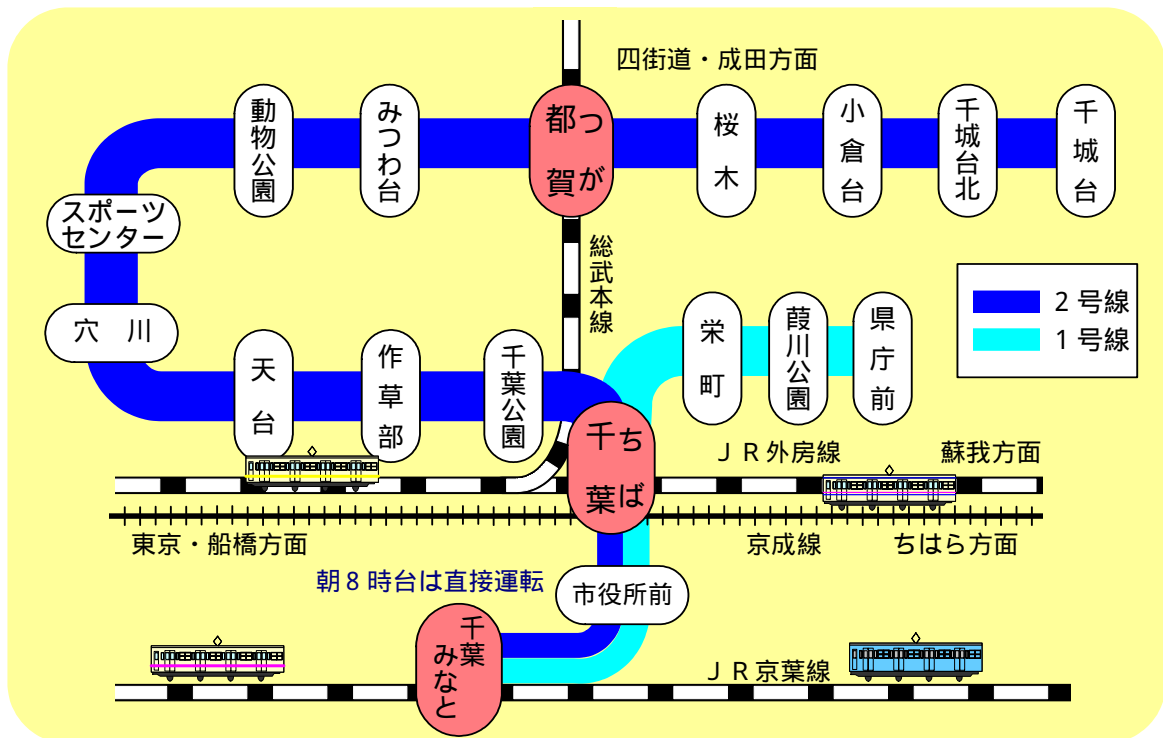 四街道・成田方面
動物公園
みつわ台
都賀
つが
桜木
小倉台
千城台北
千城台
スポーツ
センター
総武本線
2号線
1号線
穴川
天台
作草部
千葉公園
千葉
ちば
栄町
葭川公園
県庁前
JR外房線
蘇我方面
東京・船橋方面
京成線
ちはら方面
朝8時台は直接運転
市役所前
千葉
みなと
JR京葉線